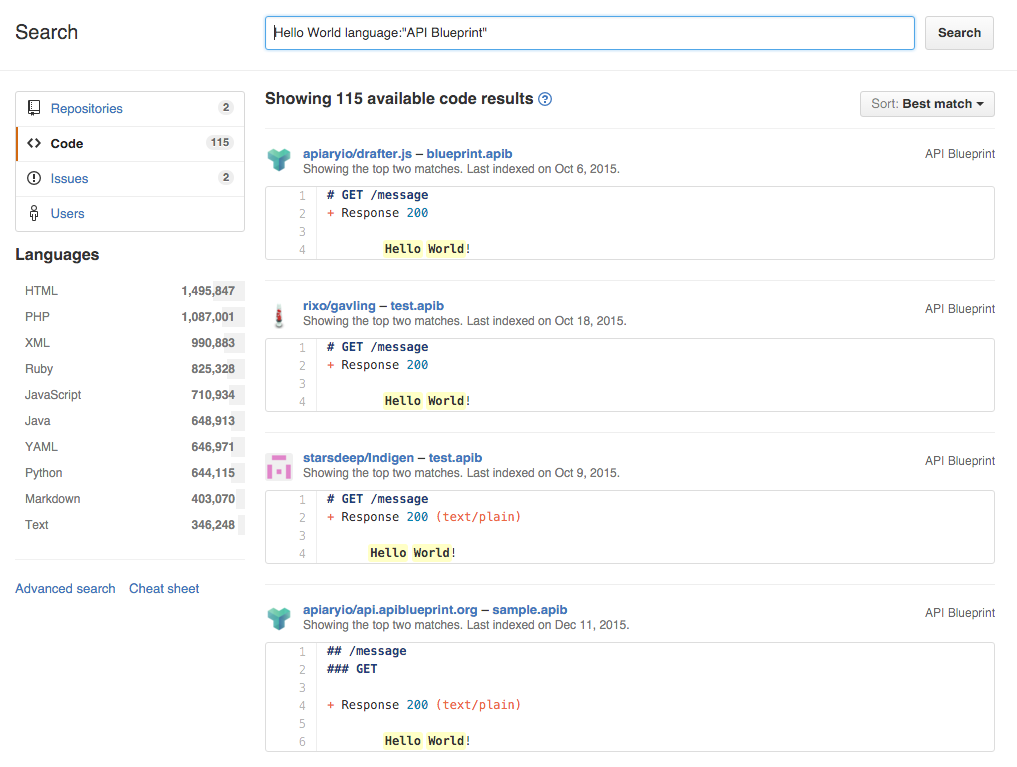 Search
Hello World language:"API Blueprint"
Search
Repositories 2
Code 115
Issues 2
Users
Languages
HTML 1,495,847
PHP 1,087,001
XML 990,883
Ruby 825,328
JavaScript 710,934
Java 648,913
YAML 646,971
Python 644,115
Markdown 403,070
Text 346,248
Advanced search Cheat sheet
Showing 115 available code results ?
Sort: Best match
apiaryio/drafter.js – blueprint.apib
API Blueprint
Showing the top two matches. Last indexed on Oct 6, 2015.
1 # GET /message
2 + Response 200
3
4 Hello World!
rixo/gavling – test.apib
API Blueprint
Showing the top two matches. Last indexed on Oct 18, 2015.
1 # GET /message
2 + Response 200
3
4 Hello World!
starsdeep/Indigen – test.apib
API Blueprint
Showing the top two matches. Last indexed on Oct 9, 2015.
1 # GET /message
2 + Response 200 (text/plain)
3
4 Hello World!
apiaryio/api.apiblueprint.org – sample.apib
API Blueprint
Showing the top two matches. Last indexed on Dec 11, 2015.
1 ## /message
2 ### GET
3
4 + Response 200 (text/plain)
5
6 Hello World!